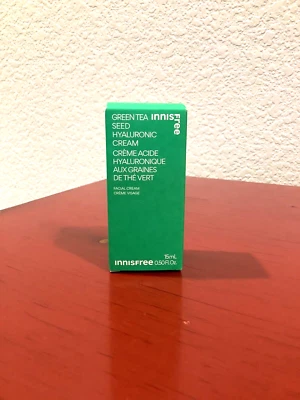 GREEN TEA innisfree
SEED
HYALURONIC
CREAM
CRÈME ACIDE
HYALURONIQUE
AUX GRAINES
DE THÉ VERT
FACIAL CREAM
CRÈME VISAGE
15mL
innisfree 0.50 Fl.Oz.